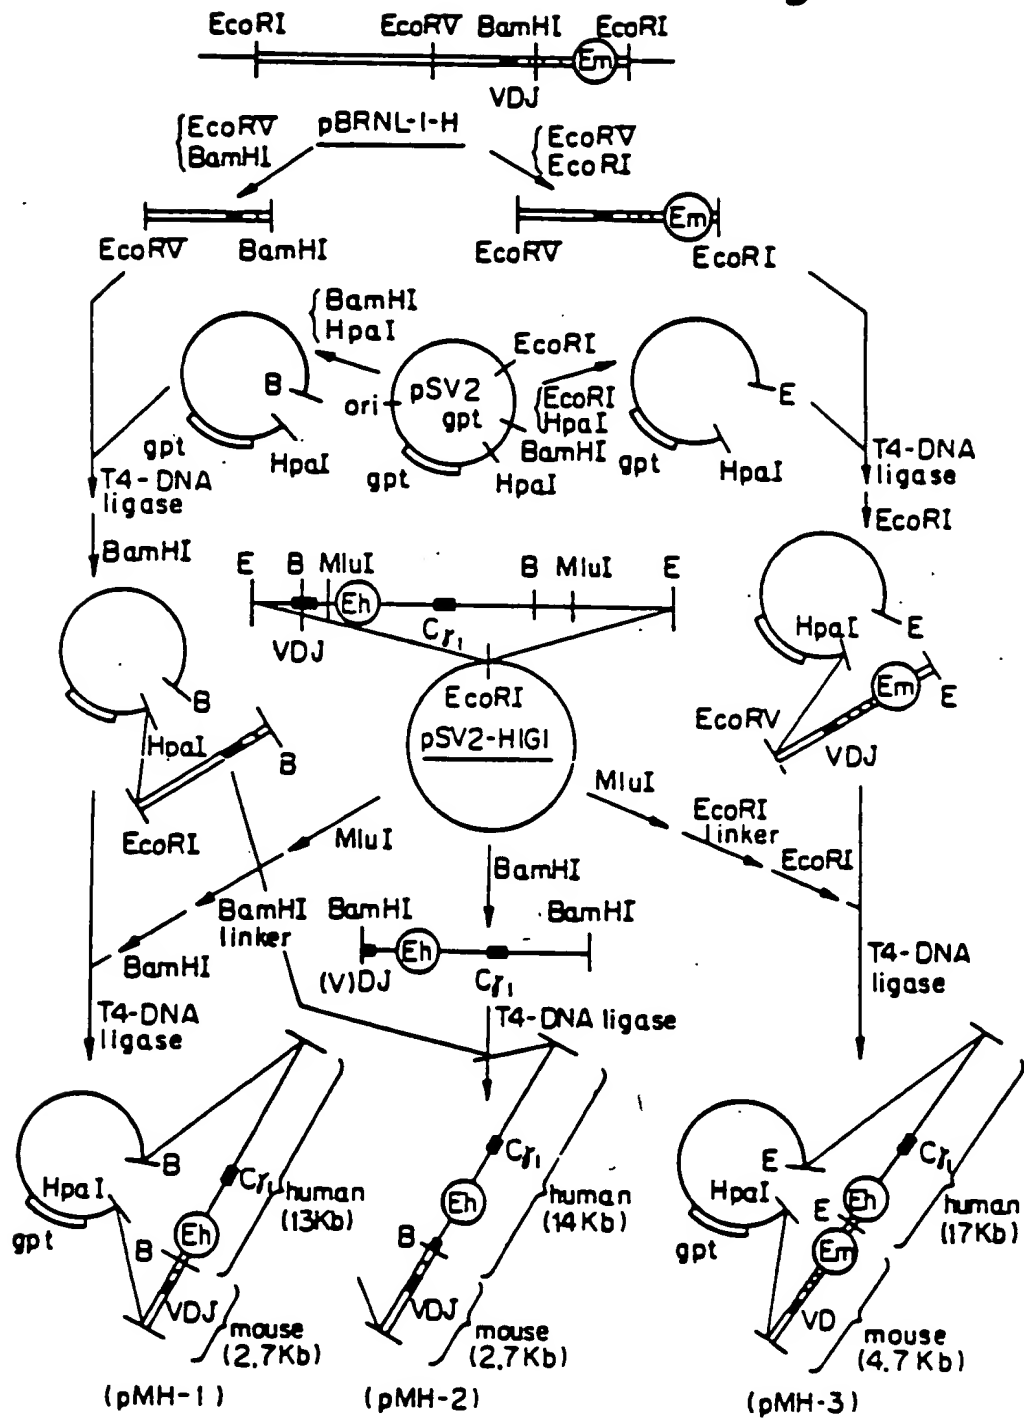 EcoRI EcoRV BamHI EcoRI
Em
VDJ
{EcoRV
BamHI
pBRNL-1-H
{EcoRV
EcoRI
Em
EcoRV BamHI
EcoRV EcoRI
{BamHI
HpaI
EcoRI
B
ori
pSV2
gpt
{EcoRI
HpaI
E
BamHI
gpt HpaI
gpt HpaI
gpt HpaI
T4-DNA
ligase
T4-DNA
ligase
BamHI
EcoRI
E B MluI B MluI E
Eh
Cγ1
VDJ
HpaI E
Em
E
EcoRV
VDJ
B
HpaI
B
EcoRI
EcoRI
pSV2-HIGI
MluI
EcoRI
linker
EcoRI
MluI
BamHI
BamHI
linker
BamHI
BamHI BamHI
Eh
(V)DJ Cγ1
T4-DNA
ligase
T4-DNA ligase
T4-DNA
ligase
B
HpaI
gpt
Cγ1
human
(13Kb)
Eh
B
VDJ
mouse
(2,7Kb)
(pMH-1)
Cγ1
Eh
human
(14Kb)
B
VDJ
mouse
(2,7Kb)
(pMH-2)
E
HpaI
gpt
Cγ1
Eh
human
(17Kb)
E
Em
VD
mouse
(4.7Kb)
(pMH-3)